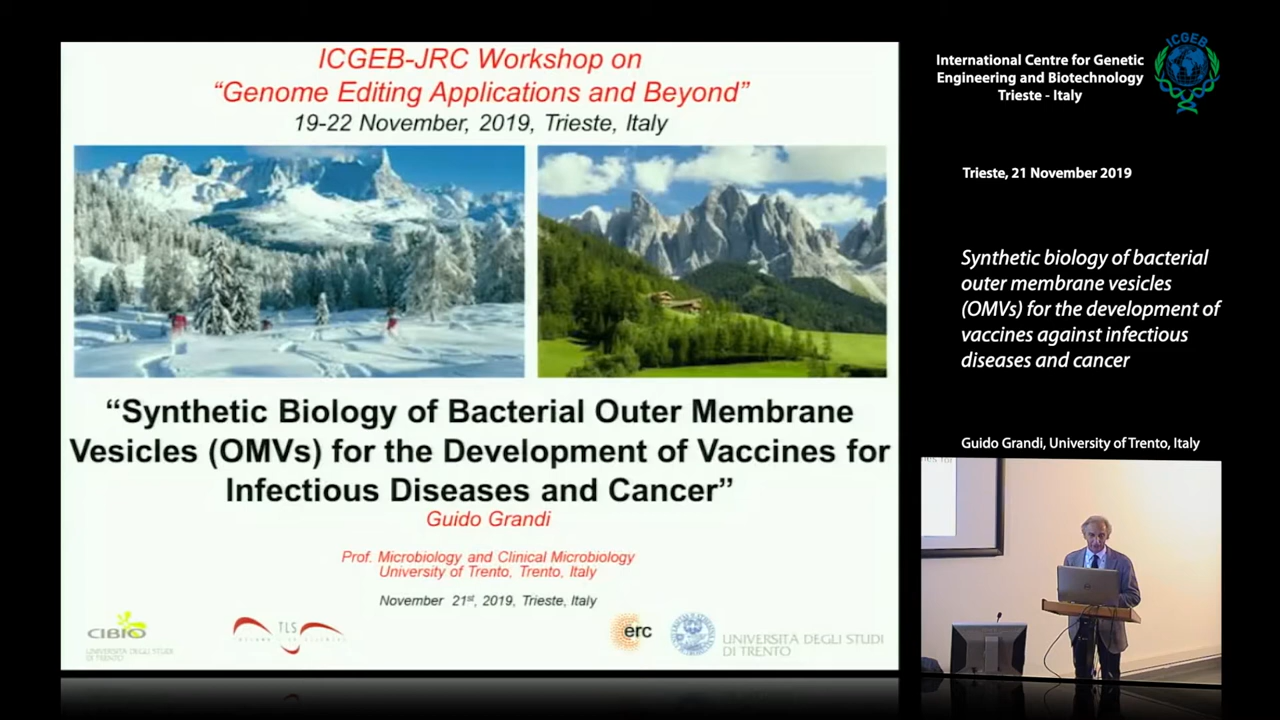 ICGEB-JRC Workshop on
“Genome Editing Applications and Beyond”
19-22 November, 2019, Trieste, Italy
“Synthetic Biology of Bacterial Outer Membrane
Vesicles (OMVs) for the Development of Vaccines for
Infectious Diseases and Cancer”
Guido Grandi
Prof. Microbiology and Clinical Microbiology
University of Trento, Trento, Italy
November 21st, 2019, Trieste, Italy
CIBIO
UNIVERSITÀ DEGLI STUDI
DI TRENTO
TLS
erc
UNIVERSITÀ DEGLI STUDI
DI TRENTO
International Centre for Genetic
Engineering and Biotechnology
Trieste - Italy
ICGEB
Trieste, 21 November 2019
Synthetic biology of bacterial
outer membrane vesicles
(OMVs) for the development of
vaccines against infectious
diseases and cancer
Guido Grandi, University of Trento, Italy